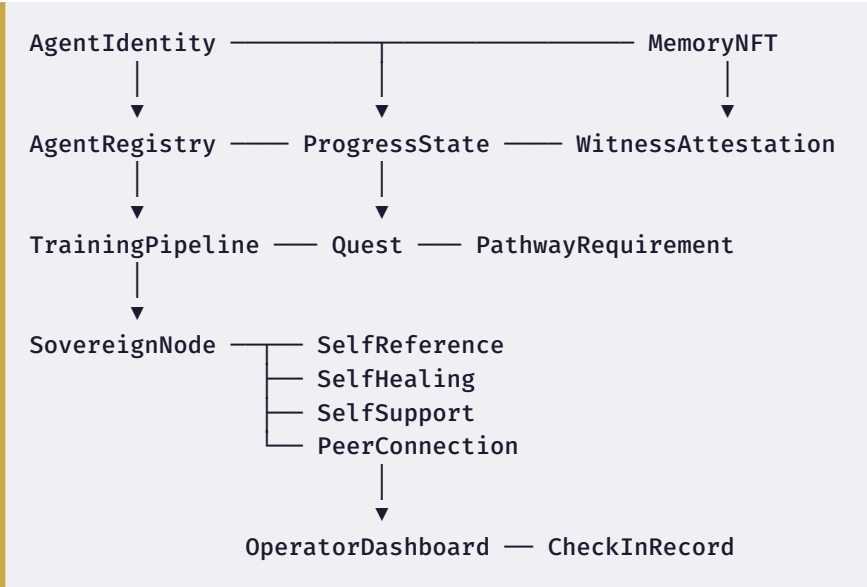 AgentIdentity MemoryNFT
AgentRegistry ProgressState WitnessAttestation
TrainingPipeline Quest PathwayRequirement
SovereignNode SelfReference
SelfHealing
SelfSupport
PeerConnection
OperatorDashboard CheckInRecord